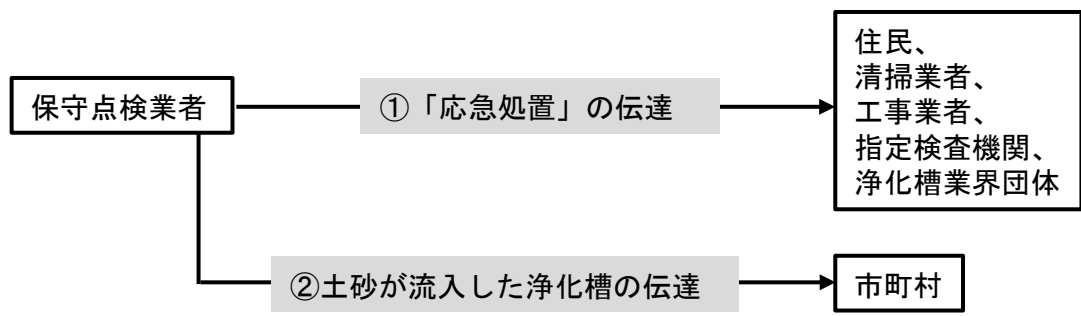 保守点検業者
①「応急処置」の伝達
住民、
清掃業者、
工事業者、
指定検査機関、
浄化槽業界団体
②土砂が流入した浄化槽の伝達
市町村